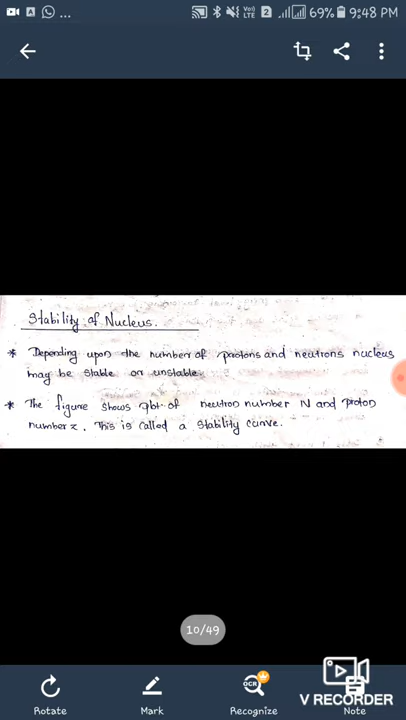 69% 9:48 PM
Stability of Nucleus.
* Depending upon the number of protons and neutrons nucleus
may be stable or unstable.
* The figure shows plot of neutron number N and proton
number z. This is called a stability curve.
10/49
OCR
Rotate Mark Recognize Note
V RECORDER